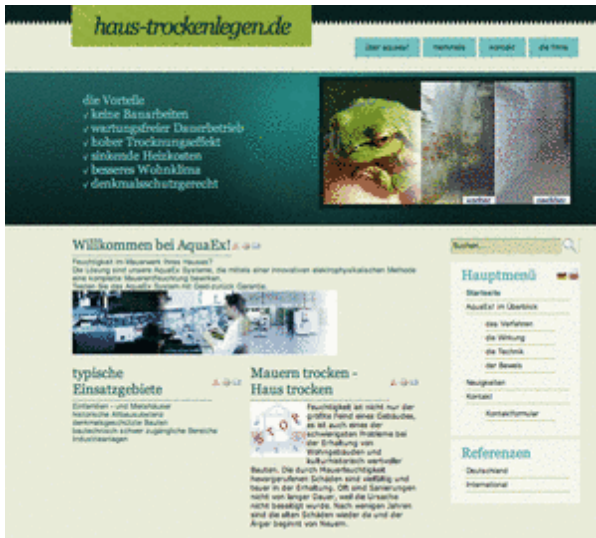 haus-trockenlegen.de
über aquaex!
kontakt
die firma
die Vorteile
√ keine Bauarbeiten
√ wartungsfreier Dauerbetrieb
√ hoher Trocknungseffekt
√ sinkende Heizkosten
√ besseres Wohnklima
√ denkmalsschutzgerecht
vorher
nachher
Willkommen bei AquaEx!
Feuchtigkeit im Mauerwerk Ihres Hauses?
Die Lösung sind unsere AquaEx Systeme, die mittels einer innovativen elektrophysikalischen Methode
eine komplette Mauerentfeuchtung bewirken.
Testen Sie das AquaEx System mit Geld-zurück Garantie.
Suchen...
Hauptmenü
Startseite
AquaEx! im Überblick
das Verfahren
die Wirkung
die Technik
der Beweis
Neuigkeiten
Kontakt
Kontaktformular
Referenzen
Deutschland
International
typische
Einsatzgebiete
Einfamilien - und Mietshäuser
historische Altbausubstanz
denkmalgeschützte Bauten
bautechnisch schwer zugängliche Bereiche
Industrieanlagen
Mauern trocken -
Haus trocken
STOP
Feuchtigkeit ist nicht nur der
größte Feind eines Gebäudes,
es ist auch eines der
schwierigsten Probleme bei
der Erhaltung von
Wohngebäuden und
kulturhistorisch wertvoller
Bauten. Die durch Mauerfeuchtigkeit
hevorgerufenen Schäden sind vielfältig und
teuer in der Erhaltung. Oft sind Sanierungen
nicht von langer Dauer, weil die Ursache
nicht beseitigt wurde. Nach wenigen Jahren
sind die alten Schäden wieder da und der
Ärger beginnt von Neuem.